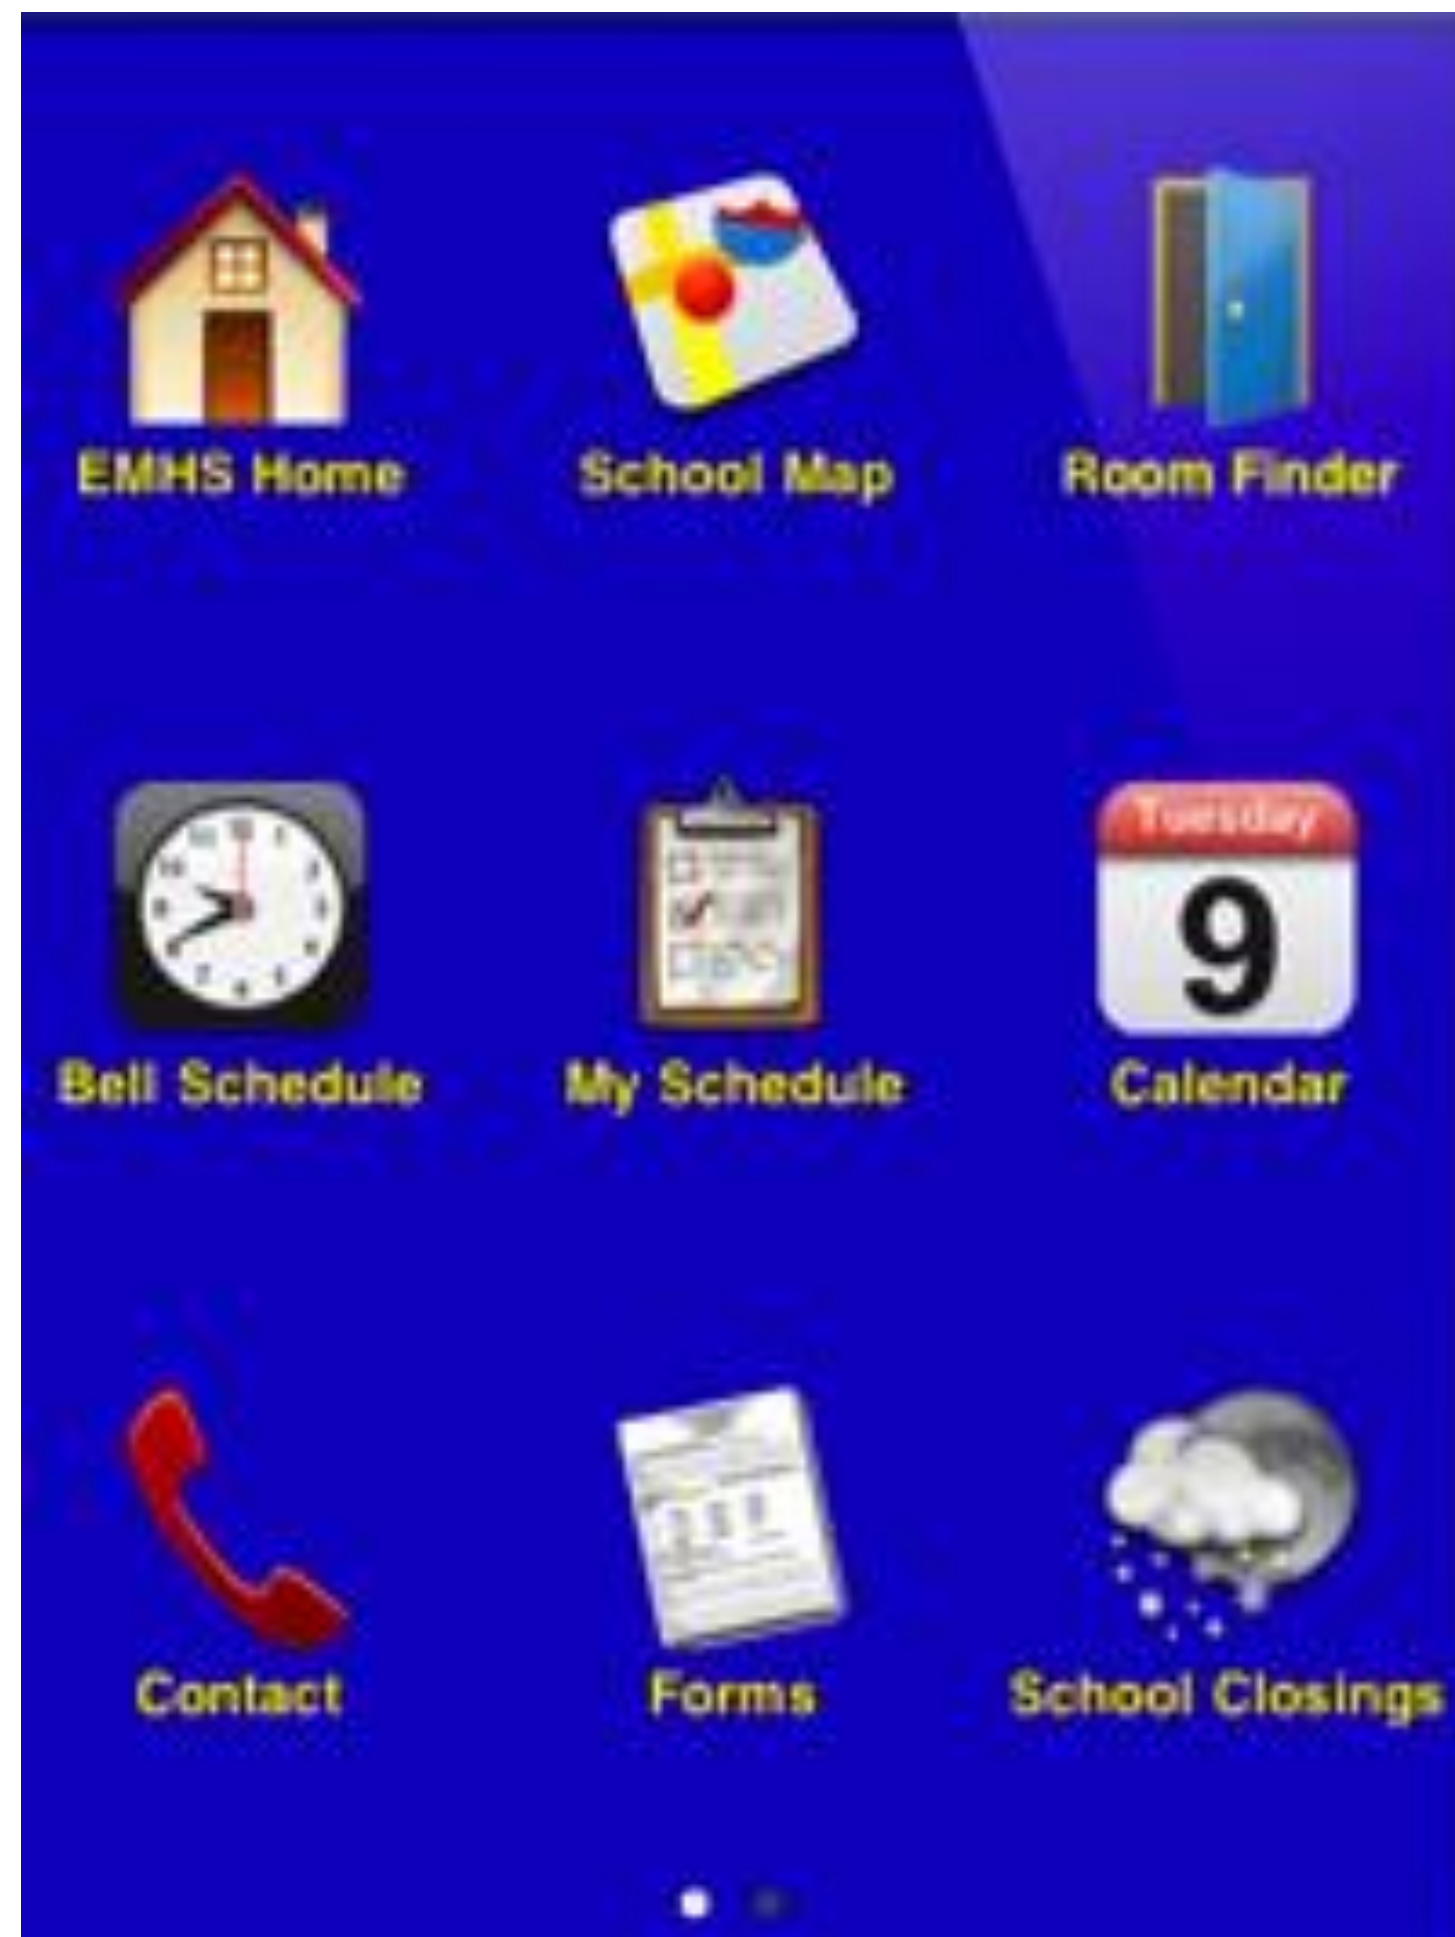 EMHS Home
School Map
Room Finder
Tuesday
9
Bell Schedule
My Schedule
Calendar
Contact
Forms
School Closings